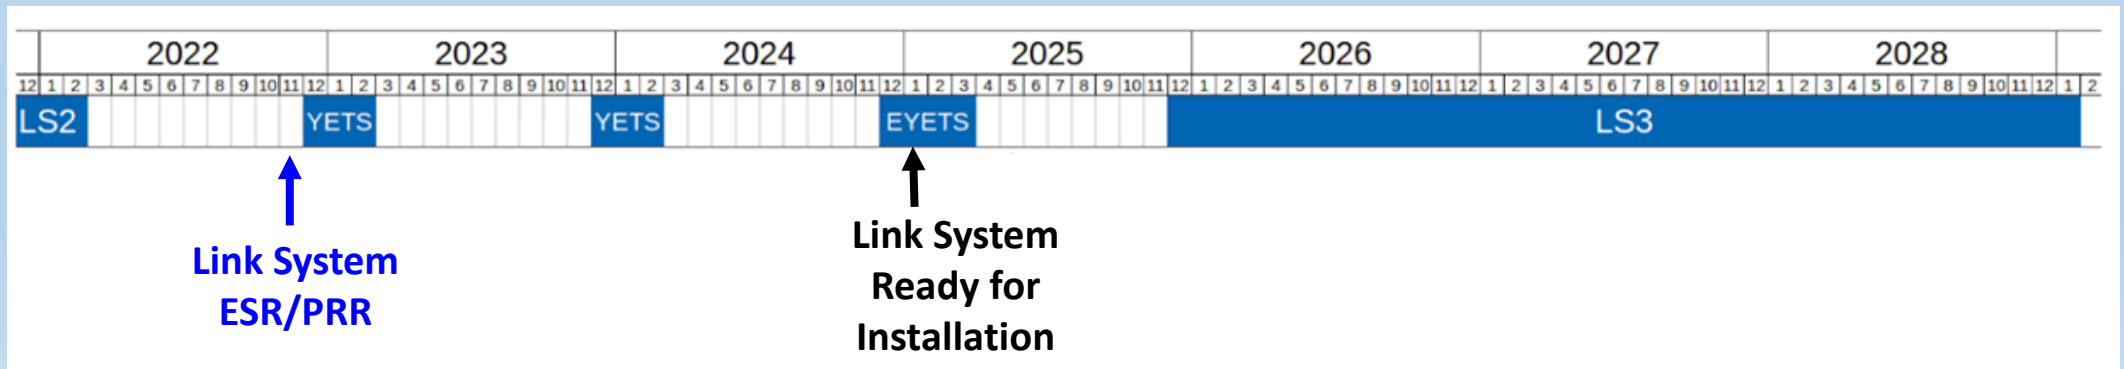 2022 2023 2024 2025 2026 2027 2028
12 1 2 3 4 5 6 7 8 9 10 11 12 1 2 3 4 5 6 7 8 9 10 11 12 1 2 3 4 5 6 7 8 9 10 11 12 1 2 3 4 5 6 7 8 9 10 11 12 1 2 3 4 5 6 7 8 9 10 11 12 1 2 3 4 5 6 7 8 9 10 11 12 1 2 3 4 5 6 7 8 9 10 11 12 1 2
LS2 YETS YETS EYETS LS3
Link System
ESR/PRR
Link System
Ready for
Installation